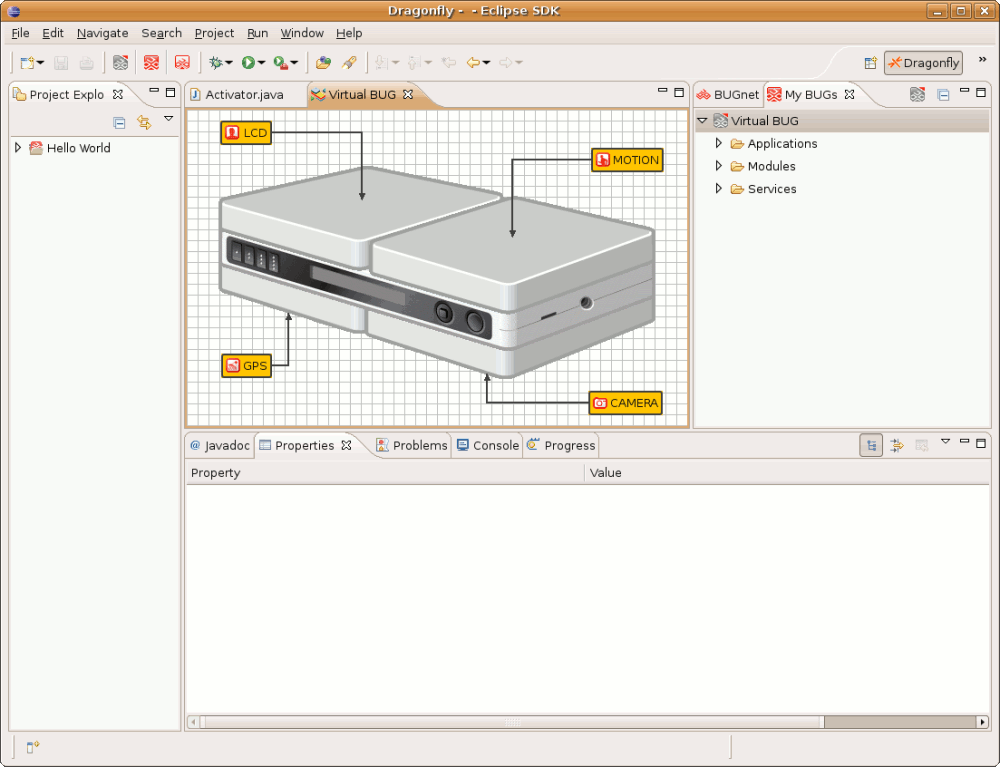 Dragonfly -  - Eclipse SDK
File Edit Navigate Search Project Run Window Help
Dragonfly
»
Project Explo
Hello World
Activator.java
Virtual BUG
LCD
MOTION
GPS
CAMERA
BUGnet
My BUGs
Virtual BUG
Applications
Modules
Services
@ Javadoc
Properties
Problems
Console
Progress
Property Value